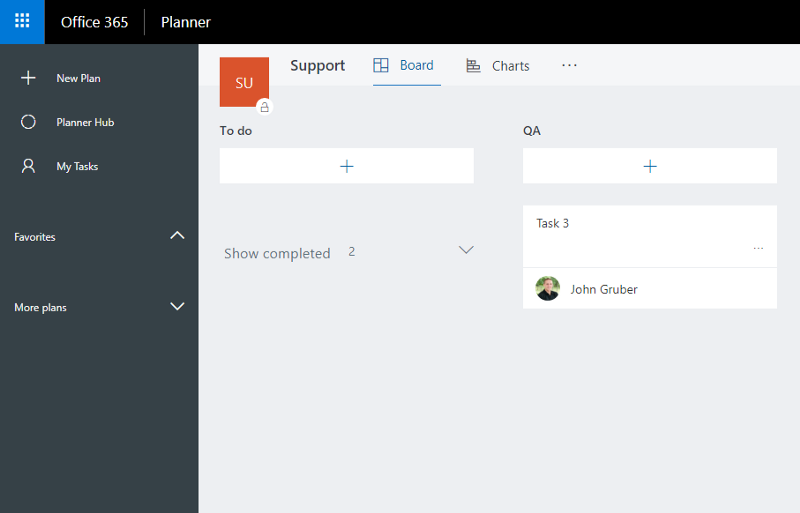 Office 365 Planner
New Plan
Planner Hub
My Tasks
Favorites
More plans
SU
Support Board Charts ...
To do
Show completed 2
QA
Task 3
...
John Gruber